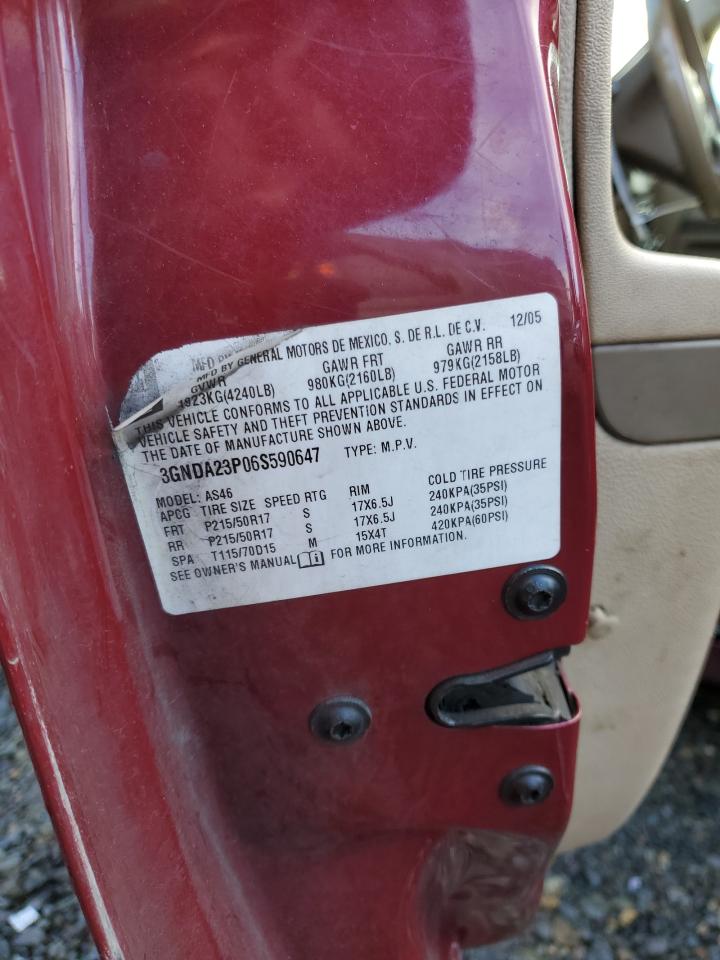 MFD BY
MFD BY GENERAL MOTORS DE MEXICO, S. DE R.L. DE C.V. 12/05
GVWR GAWR FRT GAWR RR
1923KG(4240LB) 980KG(2160LB) 979KG(2158LB)
THIS VEHICLE CONFORMS TO ALL APPLICABLE U.S. FEDERAL MOTOR
VEHICLE SAFETY AND THEFT PREVENTION STANDARDS IN EFFECT ON
THE DATE OF MANUFACTURE SHOWN ABOVE.
3GNDA23P06S590647 TYPE: M.P.V.
MODEL: AS46
APCG TIRE SIZE SPEED RTG RIM COLD TIRE PRESSURE
FRT P215/50R17 S 17X6.5J 240KPA(35PSI)
RR P215/50R17 S 17X6.5J 240KPA(35PSI)
SPA T115/70D15 M 15X4T 420KPA(60PSI)
SEE OWNER'S MANUAL i FOR MORE INFORMATION.